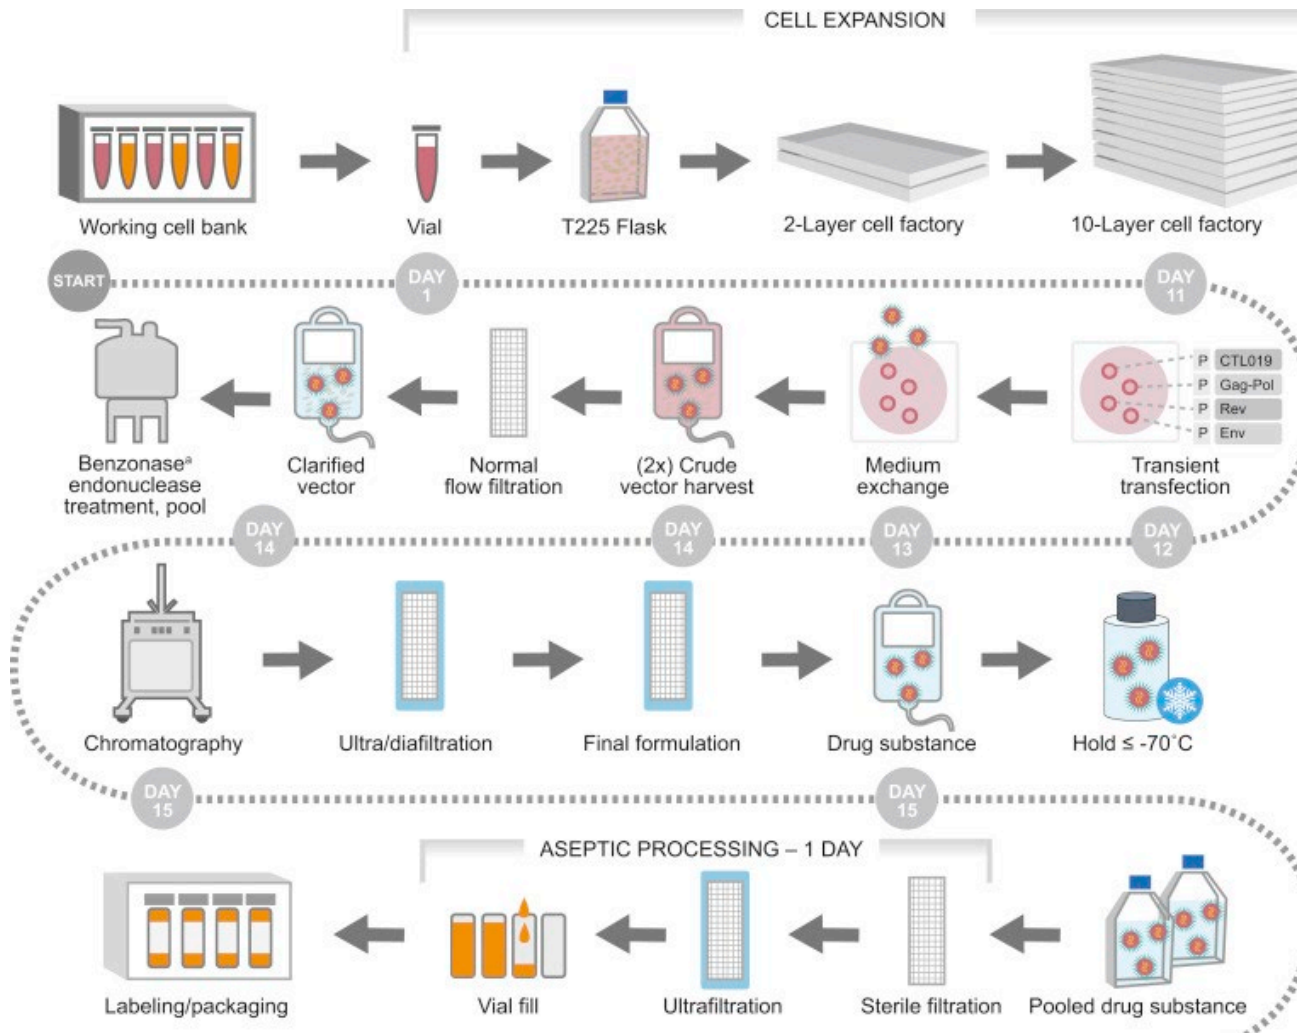 CELL EXPANSION
Working cell bank
Vial
T225 Flask
2-Layer cell factory
10-Layer cell factory
START
DAY
1
DAY
11
P CTL019
P Gag-Pol
P Rev
P Env
Benzonaseª
endonuclease
treatment, pool
Clarified
vector
Normal
flow filtration
(2x) Crude
vector harvest
Medium
exchange
Transient
transfection
DAY
14
DAY
14
DAY
13
DAY
12
Chromatography
Ultra/diafiltration
Final formulation
Drug substance
Hold ≤ -70˚C
DAY
15
DAY
15
ASEPTIC PROCESSING – 1 DAY
Labeling/packaging
Vial fill
Ultrafiltration
Sterile filtration
Pooled drug substance